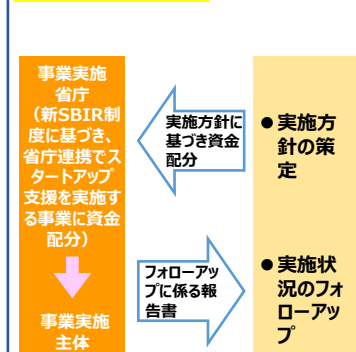 事業実施
省庁
（新SBIR制
度に基づき、
省庁連携でス
タートアップ
支援を実施す
る事業に資金
配分）
事業実施
主体
実施方針に
基づき資金
配分
フォローアッ
プに係る報
告書
●実施方
針の策
定
●実施状
況のフォ
ローアッ
プ